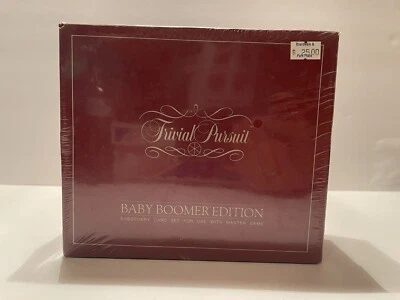 $ 25.00
Trivial Pursuit
BABY BOOMER EDITION
SUBSIDIARY CARD SET FOR USE WITH MASTER GAME